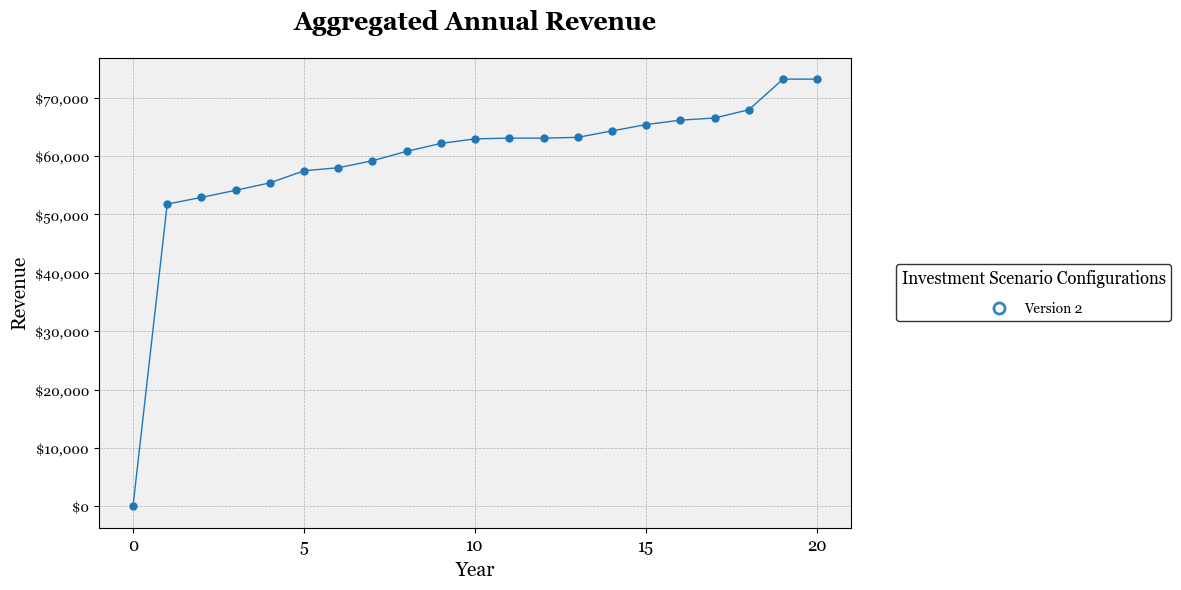 Aggregated Annual Revenue
$70,000
$60,000
$50,000
$40,000
$30,000
$20,000
$10,000
$0
Revenue
0 5 10 15 20
Year
Investment Scenario Configurations
Version 2